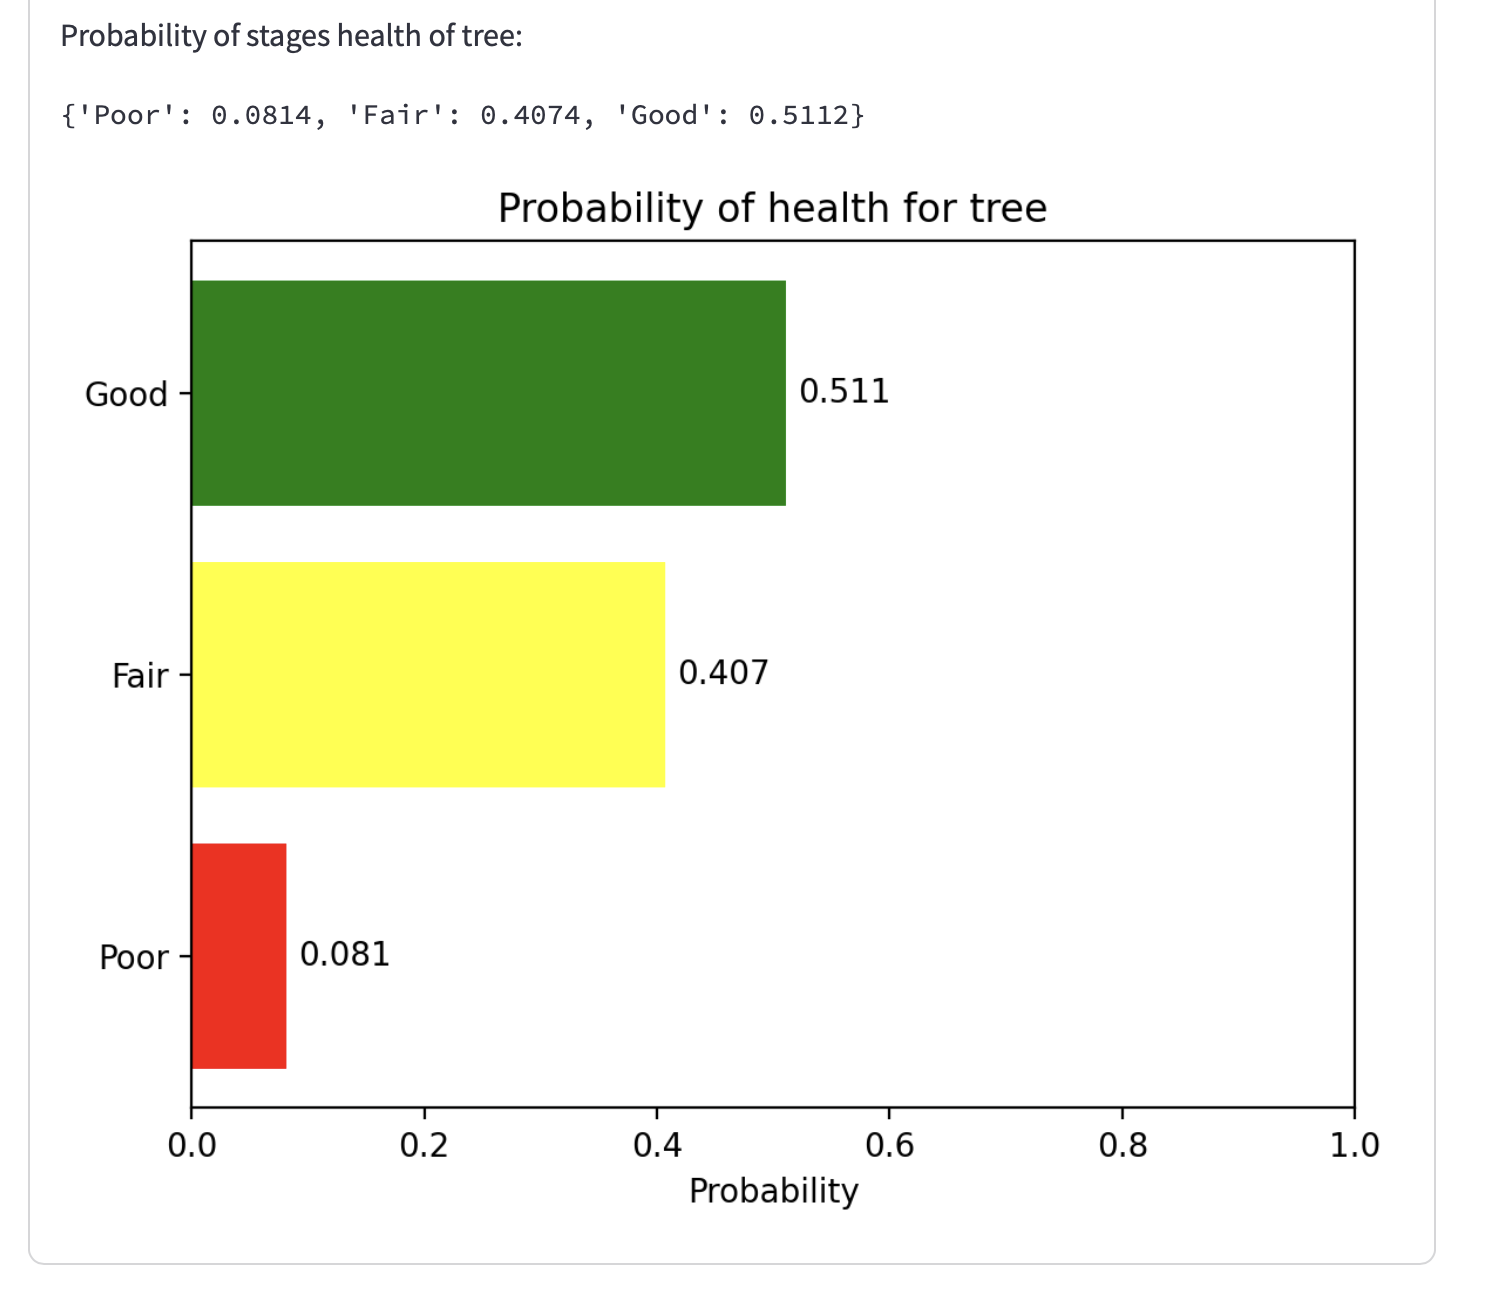 Probability of stages health of tree:
{'Poor': 0.0814, 'Fair': 0.4074, 'Good': 0.5112}
Probability of health for tree
Good
0.511
Fair
0.407
Poor
0.081
0.0 0.2 0.4 0.6 0.8 1.0
Probability